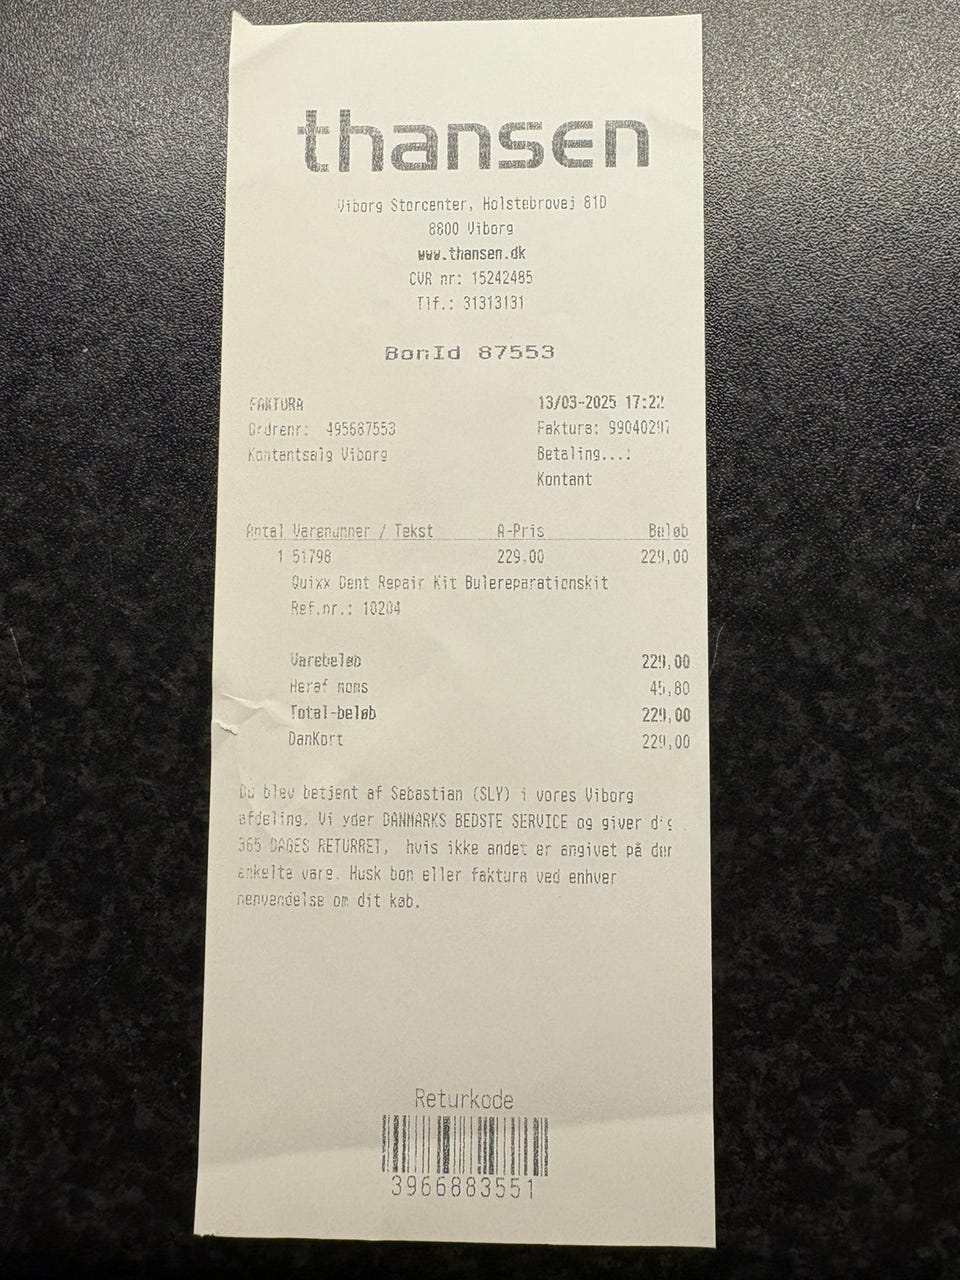 thansen
Viborg Storcenter, Holstebrovej 81D
8800 Viborg
www.thansen.dk
CVR nr: 15242485
Tlf.: 31313131
BonId 87553
FAKTURA 13/03-2025 17:22
Ordrenr: 495687553 Faktura: 99040297
Kontantsalg Viborg Betaling...:
Kontant
Antal Varenummer / Tekst A-Pris Beløb
1 51798 229,00 229,00
Quixx Dent Repair Kit Bulereparationskit
Ref.nr.: 10204
Varebeløb 229,00
Heraf moms 45,80
Total-beløb 229,00
DanKort 229,00
Du blev betjent af Sebastian (SLY) i vores Viborg
afdeling. Vi yder DANMARKS BEDSTE SERVICE og giver dig
365 DAGES RETURRET, hvis ikke andet er angivet på den
enkelte vare. Husk bon eller faktura ved enhver
henvendelse om dit køb.
Returkode
3966883551